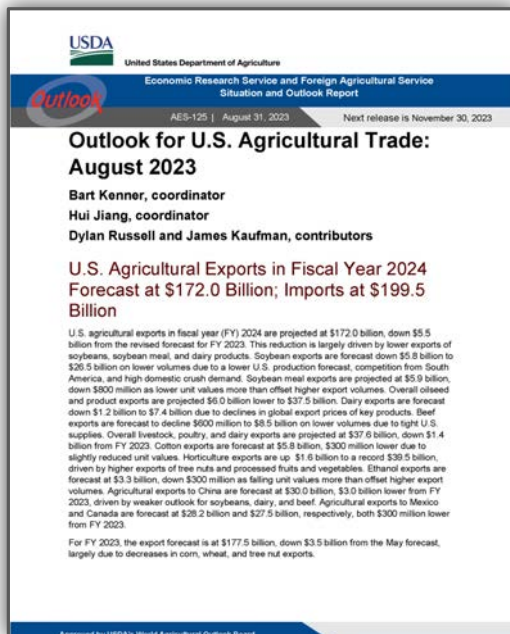 USDA
United States Department of Agriculture
Economic Research Service and Foreign Agricultural Service
Situation and Outlook Report
Outlook
AES-125 | August 31, 2023
Next release is November 30, 2023
Outlook for U.S. Agricultural Trade:
August 2023
Bart Kenner, coordinator
Hui Jiang, coordinator
Dylan Russell and James Kaufman, contributors
U.S. Agricultural Exports in Fiscal Year 2024
Forecast at $172.0 Billion; Imports at $199.5
Billion
U.S. agricultural exports in fiscal year (FY) 2024 are projected at $172.0 billion, down $5.5
billion from the revised forecast for FY 2023. This reduction is largely driven by lower exports of
soybeans, soybean meal, and dairy products. Soybean exports are forecast down $5.8 billion to
$26.5 billion on lower volumes due to a lower U.S. production forecast, competition from South
America, and high domestic crush demand. Soybean meal exports are projected at $5.9 billion,
down $800 million as lower unit values more than offset higher export volumes. Overall oilseed
and product exports are projected $6.0 billion lower to $37.5 billion. Dairy exports are forecast
down $1.2 billion to $7.4 billion due to declines in global export prices of key products. Beef
exports are forecast to decline $600 million to $8.5 billion on lower volumes due to tight U.S.
supplies. Overall livestock, poultry, and dairy exports are projected at $37.6 billion, down $1.4
billion from FY 2023. Cotton exports are forecast at $5.8 billion, $300 million lower due to
slightly reduced unit values. Horticulture exports are up $1.6 billion to a record $39.5 billion,
driven by higher exports of tree nuts and processed fruits and vegetables. Ethanol exports are
forecast at $3.3 billion, down $300 million as falling unit values more than offset higher export
volumes. Agricultural exports to China are forecast at $30.0 billion, $3.0 billion lower from FY
2023, driven by weaker outlook for soybeans, dairy, and beef. Agricultural exports to Mexico
and Canada are forecast at $28.2 billion and $27.5 billion, respectively, both $300 million lower
from FY 2023.
For FY 2023, the export forecast is at $177.5 billion, down $3.5 billion from the May forecast,
largely due to decreases in corn, wheat, and tree nut exports.
Approved by USDA's World Agricultural Outlook Board